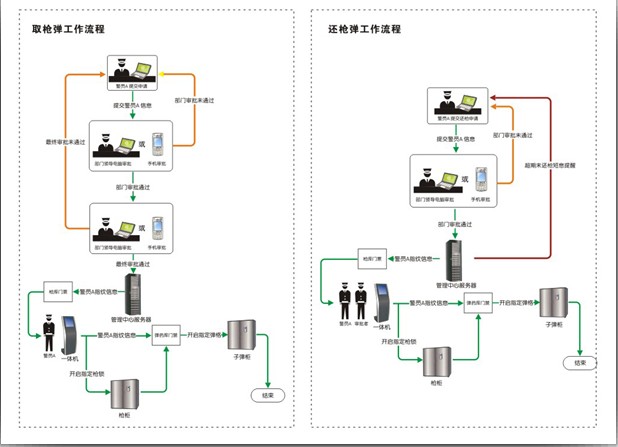 取枪弹工作流程
警员A 提交申请
提交警员A 信息
部门审批未通过
最终审批未通过
或
部门领导电脑审批
手机审批
部门审批通过
或
部门领导电脑审批
手机审批
最终审批通过
枪库门禁
警员A指纹信息
管理中心服务器
警员A
一体机
警员A指纹信息
弹药库门禁
开启指定弹格
子弹柜
开启指定枪锁
枪柜
结束
还枪弹工作流程
警员A 提交还枪申请
提交警员A 信息
部门审批未通过
超期未还枪短信提醒
或
部门领导电脑审批
手机审批
部门审批通过
枪库门禁
警员A指纹信息
管理中心服务器
警员A
一体机
警员A指纹信息
弹药库门禁
开启指定弹格
子弹柜
开启指定枪锁
枪柜
结束